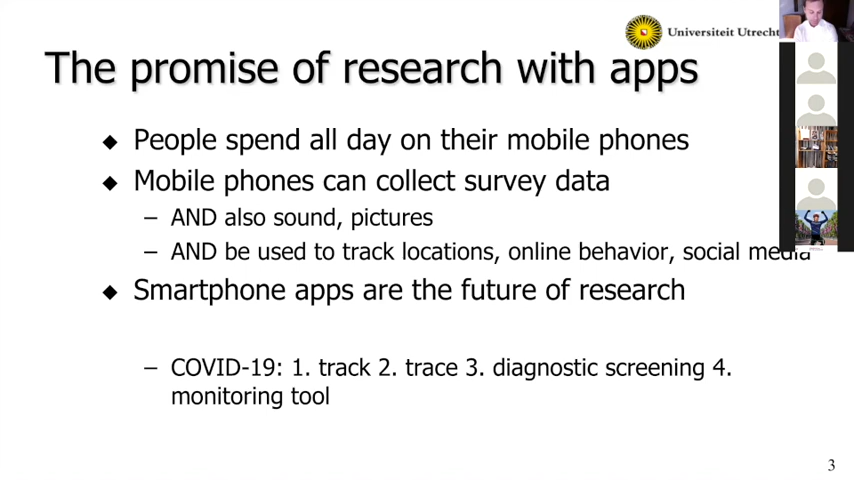 Universiteit Utrecht
The promise of research with apps
◆ People spend all day on their mobile phones
◆ Mobile phones can collect survey data
– AND also sound, pictures
– AND be used to track locations, online behavior, social media
◆ Smartphone apps are the future of research
– COVID-19: 1. track 2. trace 3. diagnostic screening 4.
monitoring tool
3